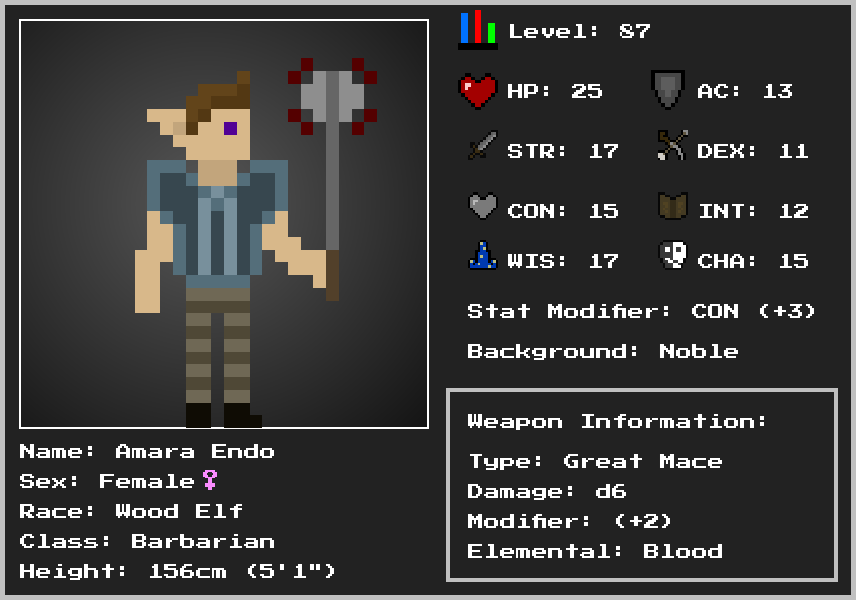 Level: 87
HP: 25 AC: 13
STR: 17 DEX: 11
CON: 15 INT: 12
WIS: 17 CHA: 15
Stat Modifier: CON (+3)
Background: Noble
Weapon Information:
Type: Great Mace
Damage: d6
Modifier: (+2)
Elemental: Blood
Name: Amara Endo
Sex: Female♀
Race: Wood Elf
Class: Barbarian
Height: 156cm (5'1")